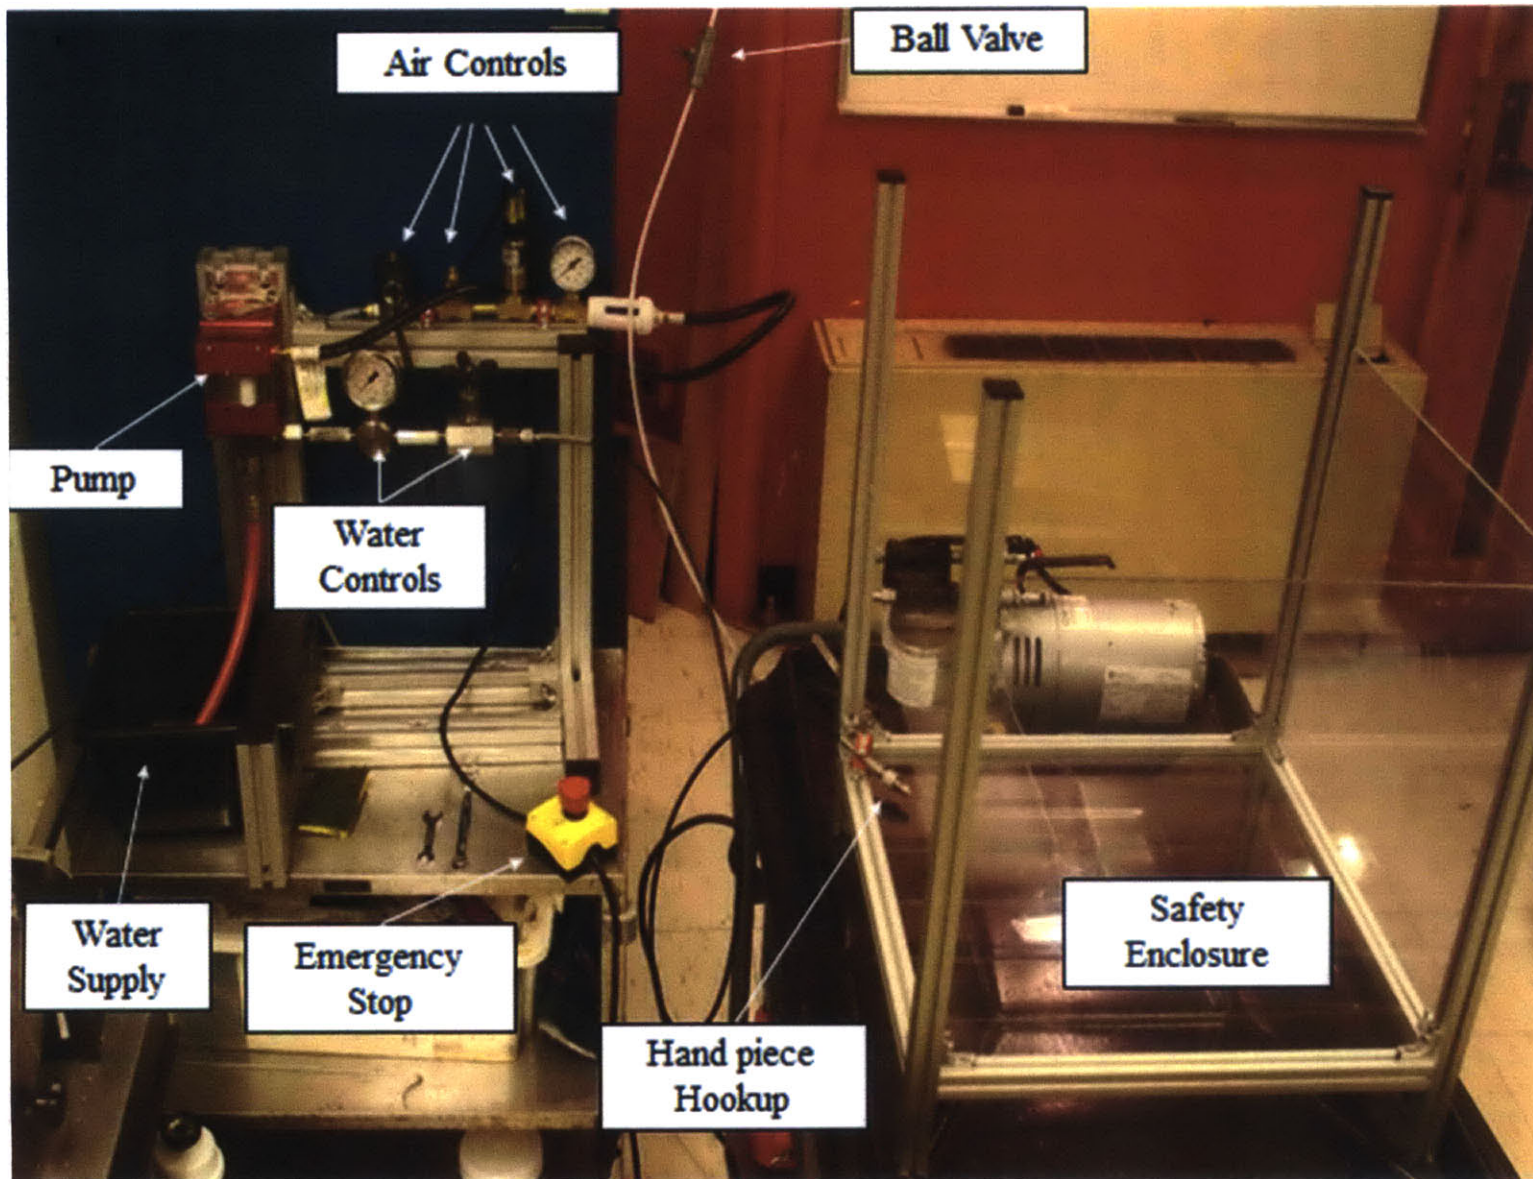 Air Controls
Ball Valve
Pump
Water
Controls
Water
Supply
Emergency
Stop
Hand piece
Hookup
Safety
Enclosure